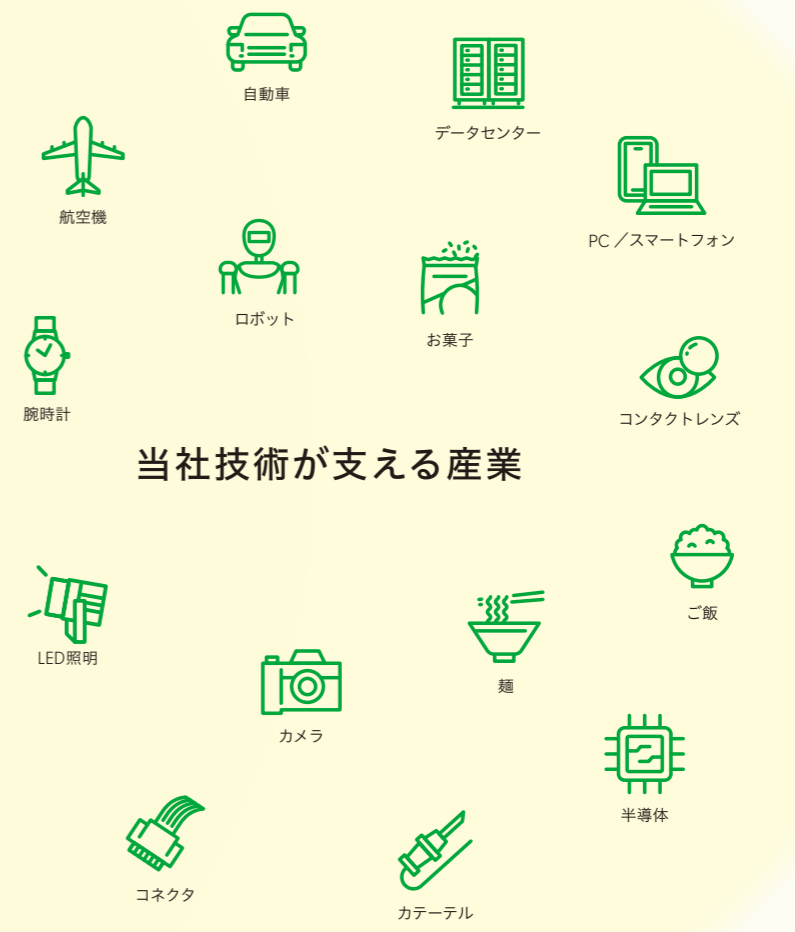 自動車
データセンター
航空機
PC／スマートフォン
ロボット
お菓子
腕時計
コンタクトレンズ
当社技術が支える産業
ご飯
LED照明
麺
カメラ
半導体
コネクタ
カテーテル